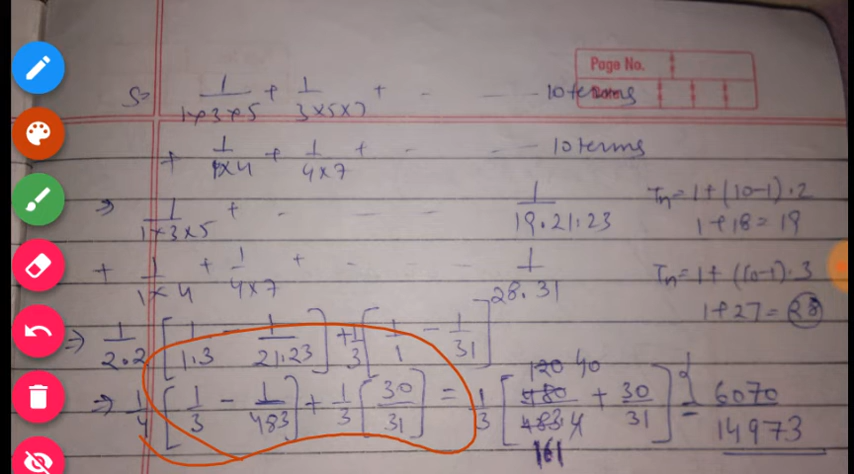 Page No.
S= 1/(1×3×5) + 1/(3×5×7) + - - - - 10 terms
+ 1/(1×4) + 1/(4×7) + - - - 10 terms
⇒ 1/(1×3×5) + - - - - 1/(19.21.23) Tn= 1+(10-1).2
1+18 = 19
+ 1/(1×4) + 1/(4×7) + - - - - 1/(28.31) Tn= 1+ (10-1).3
1+27 = 28
⇒ 1/(2.2) [1/(1.3) - 1/(21.23)] + 1/3 [1/1 - 1/31]
⇒ 1/4 [1/3 - 1/483] + 1/3 [30/31] = 1/3 [40/161 + 30/31] = 6070/14973